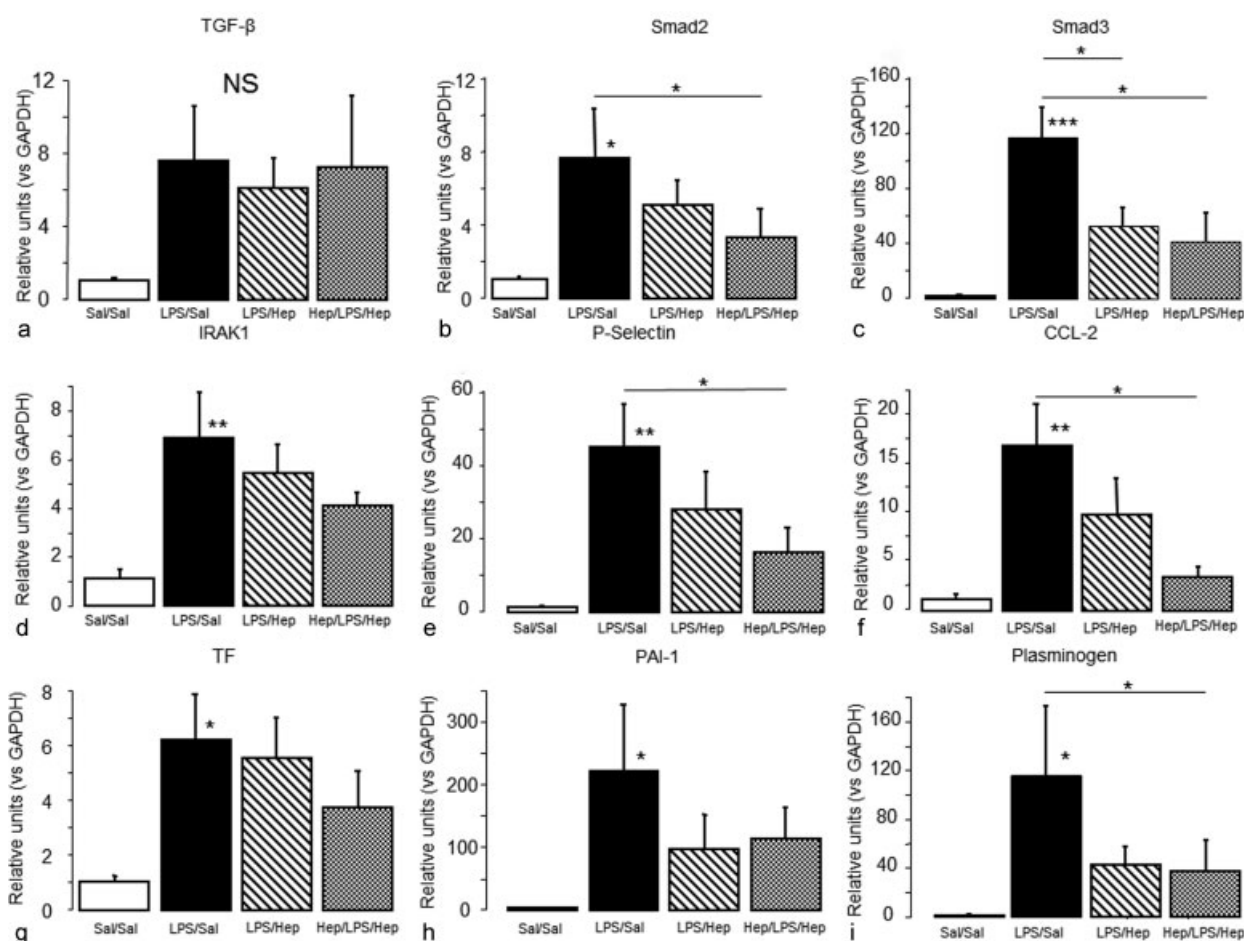 TGF-β
NS
Relative units (vs GAPDH)
12
8
4
0
Sal/Sal LPS/Sal LPS/Hep Hep/LPS/Hep
a
Smad2
*
*
Relative units (vs GAPDH)
12
8
4
0
Sal/Sal LPS/Sal LPS/Hep Hep/LPS/Hep
b
Smad3
*
*
***
Relative units (vs GAPDH)
160
120
80
40
0
Sal/Sal LPS/Sal LPS/Hep Hep/LPS/Hep
c
IRAK1
**
Relative units (vs GAPDH)
8
6
4
2
0
Sal/Sal LPS/Sal LPS/Hep Hep/LPS/Hep
d
P-Selectin
*
**
Relative units (vs GAPDH)
60
40
20
0
Sal/Sal LPS/Sal LPS/Hep Hep/LPS/Hep
e
CCL-2
*
**
Relative units (vs GAPDH)
20
15
10
5
0
Sal/Sal LPS/Sal LPS/Hep Hep/LPS/Hep
f
TF
*
Relative units (vs GAPDH)
8
6
4
2
0
Sal/Sal LPS/Sal LPS/Hep Hep/LPS/Hep
g
PAI-1
*
Relative units (vs GAPDH)
300
200
100
0
Sal/Sal LPS/Sal LPS/Hep Hep/LPS/Hep
h
Plasminogen
*
*
Relative units (vs GAPDH)
160
120
80
40
0
Sal/Sal LPS/Sal LPS/Hep Hep/LPS/Hep
i